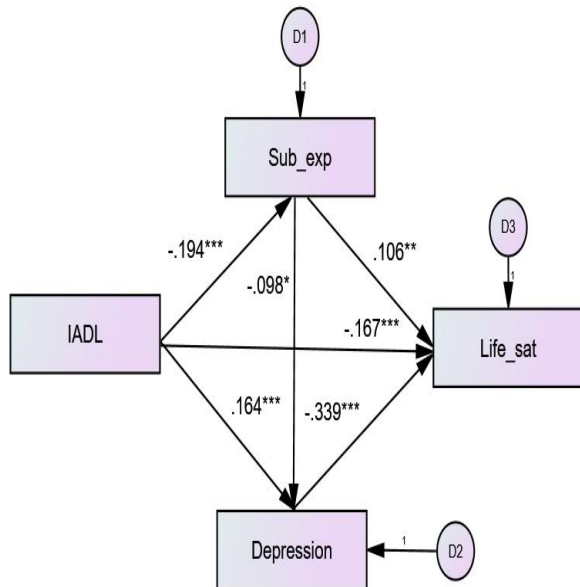 D1
1
Sub_exp
D3
-.194***
.106**
1
-.098*
IADL
-.167***
Life_sat
.164***
-.339***
Depression
1
D2